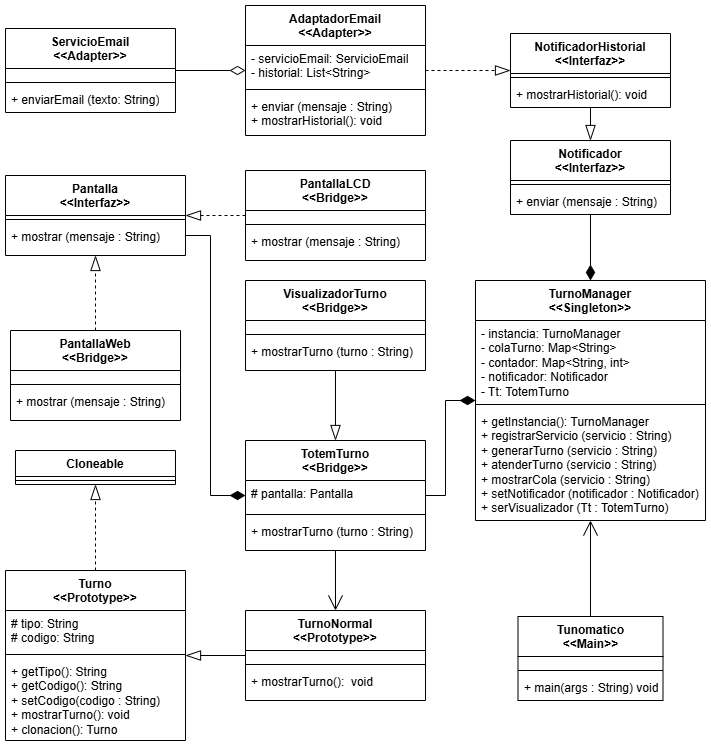 ServicioEmail
<<Adapter>>
+ enviarEmail (texto: String)
AdaptadorEmail
<<Adapter>>
- servicioEmail: ServicioEmail
- historial: List<String>
+ enviar (mensaje : String)
+ mostrarHistorial(): void
NotificadorHistorial
<<Interfaz>>
+ mostrarHistorial(): void
Notificador
<<Interfaz>>
+ enviar (mensaje : String)
Pantalla
<<Interfaz>>
+ mostrar (mensaje : String)
PantallaLCD
<<Bridge>>
+ mostrar (mensaje : String)
VisualizadorTurno
<<Bridge>>
+ mostrarTurno (turno : String)
TurnoManager
<<Singleton>>
- instancia: TurnoManager
- colaTurno: Map<String>
- contador: Map<String, int>
- notificador: Notificador
- Tt: TotemTurno
+ getInstancia(): TurnoManager
+ registrarServicio (servicio : String)
+ generarTurno (servicio : String)
+ atenderTurno (servicio : String)
+ mostrarCola (servicio : String)
+ setNotificador (notificador : Notificador)
+ serVisualizador (Tt : TotemTurno)
PantallaWeb
<<Bridge>>
+ mostrar (mensaje : String)
Cloneable
TotemTurno
<<Bridge>>
# pantalla: Pantalla
+ mostrarTurno (turno : String)
Turno
<<Prototype>>
# tipo: String
# codigo: String
+ getTipo(): String
+ getCodigo(): String
+ setCodigo(codigo : String)
+ mostrarTurno(): void
+ clonacion(): Turno
TurnoNormal
<<Prototype>>
+ mostrarTurno(): void
Tunomatico
<<Main>>
+ main(args : String) void